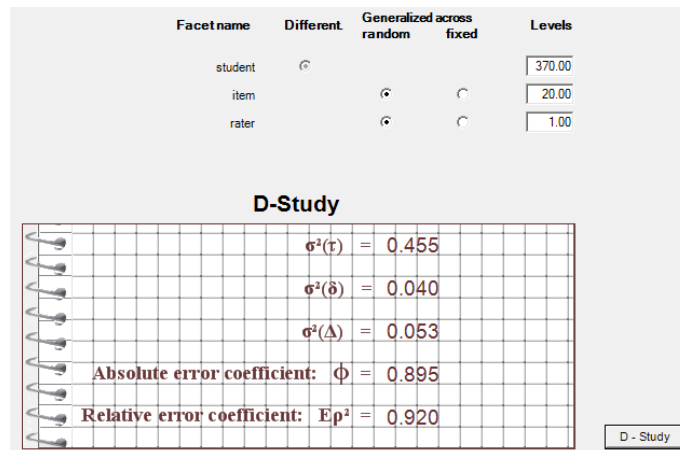 Facet name Different. Generalized across Levels
random fixed
student 370.00
item 20.00
rater 1.00
D-Study
σ²(τ) = 0.455
σ²(δ) = 0.040
σ²(Δ) = 0.053
Absolute error coefficient: ϕ = 0.895
Relative error coefficient: Eρ² = 0.920
D - Study